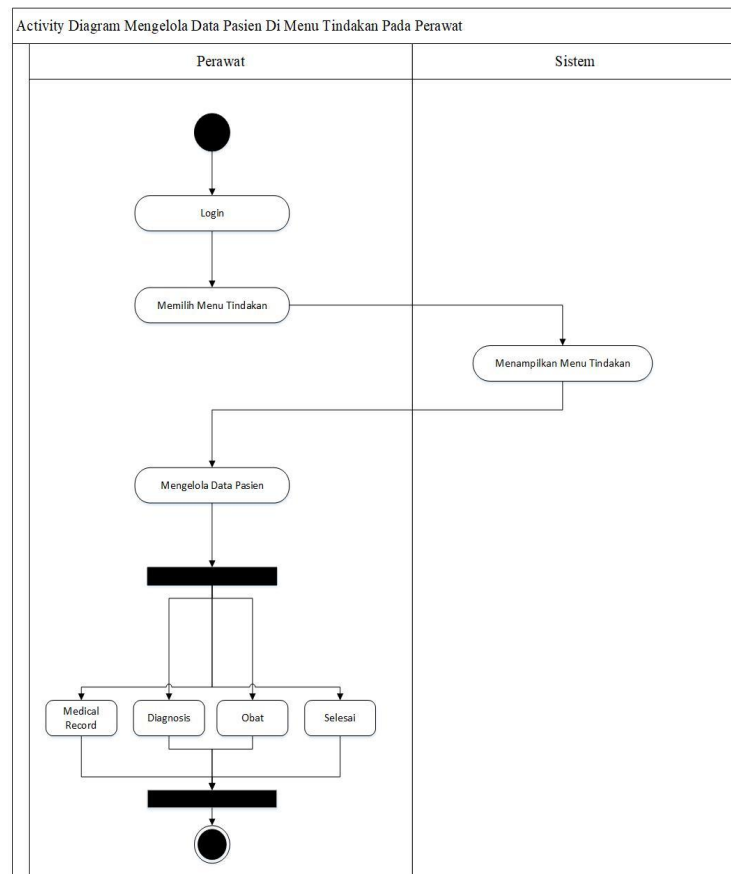 Activity Diagram Mengelola Data Pasien Di Menu Tindakan Pada Perawat
Perawat
Sistem
Login
Memilih Menu Tindakan
Menampilkan Menu Tindakan
Mengelola Data Pasien
Medical
Record
Diagnosis
Obat
Selesai